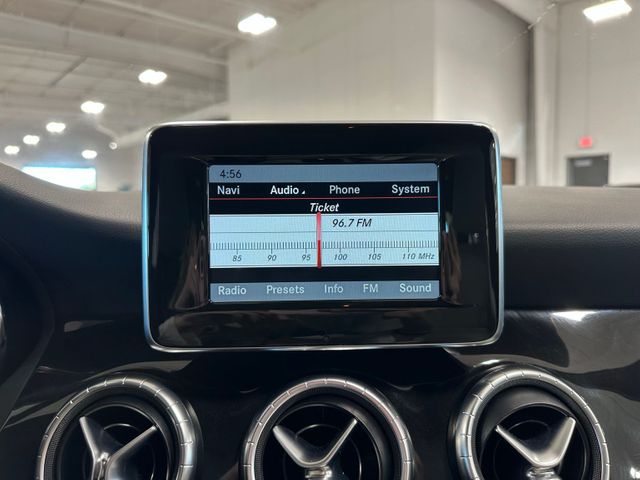 4:56
Navi Audio Phone System
Ticket
96.7 FM
85 90 95 100 105 110 MHz
Radio Presets Info FM Sound